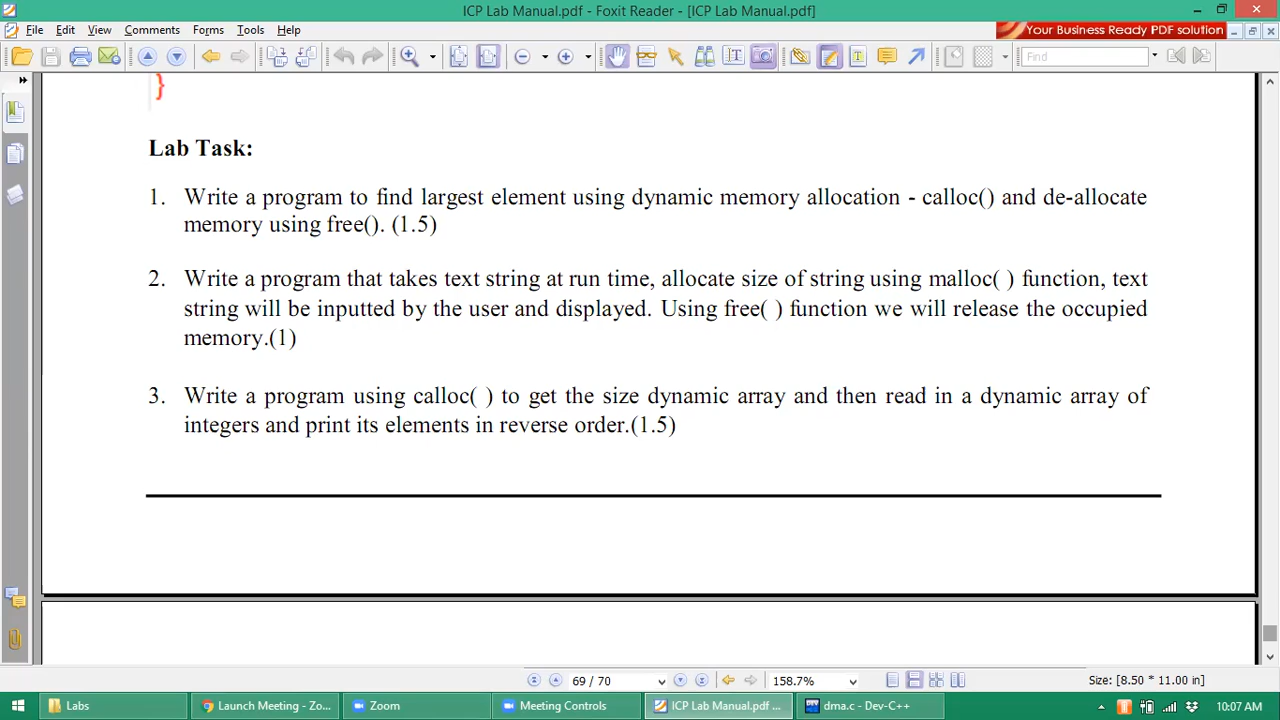 ICP Lab Manual.pdf - Foxit Reader - [ICP Lab Manual.pdf]
File Edit View Comments Forms Tools Help
Your Business Ready PDF solution
Find
}
Lab Task:
1. Write a program to find largest element using dynamic memory allocation - calloc() and de-allocate
memory using free(). (1.5)
2. Write a program that takes text string at run time, allocate size of string using malloc( ) function, text
string will be inputted by the user and displayed. Using free( ) function we will release the occupied
memory.(1)
3. Write a program using calloc( ) to get the size dynamic array and then read in a dynamic array of
integers and print its elements in reverse order.(1.5)
69 / 70
158.7%
Size: [8.50 * 11.00 in]
Labs
Launch Meeting - Zo...
Zoom
Meeting Controls
ICP Lab Manual.pdf ...
dma.c - Dev-C++
10:07 AM